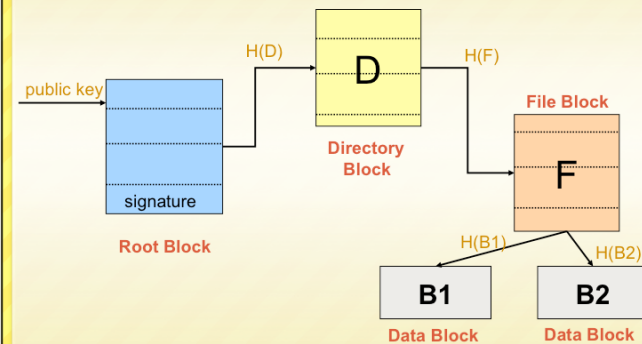 public key
signature
Root Block
H(D)
D
Directory
Block
H(F)
File Block
F
H(B1)
H(B2)
B1
B2
Data Block
Data Block